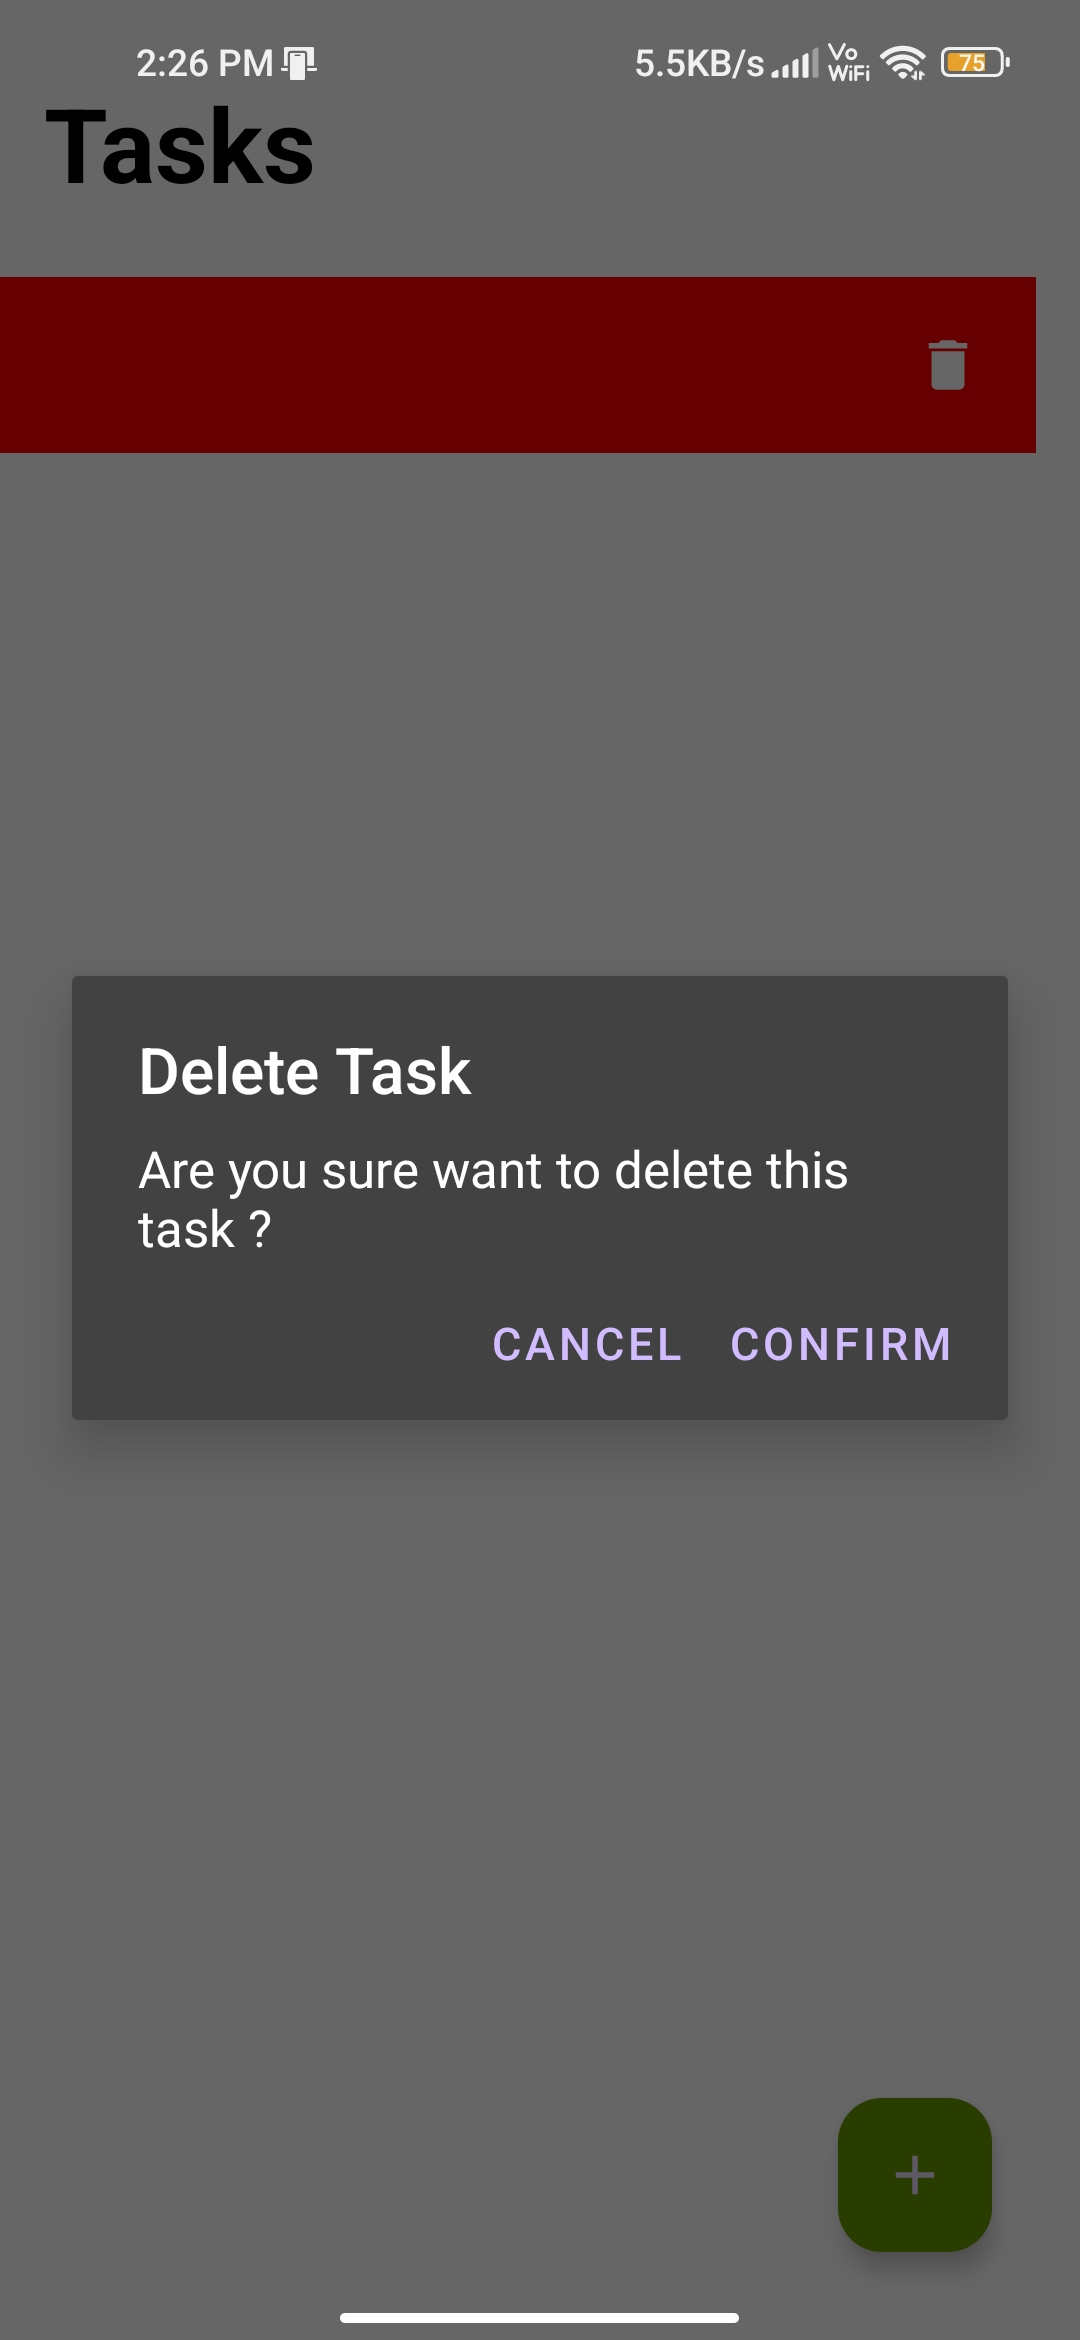 2:26 PM 5.5KB/s Vo WiFi 75
Tasks
Delete Task
Are you sure want to delete this
task ?
CANCEL CONFIRM